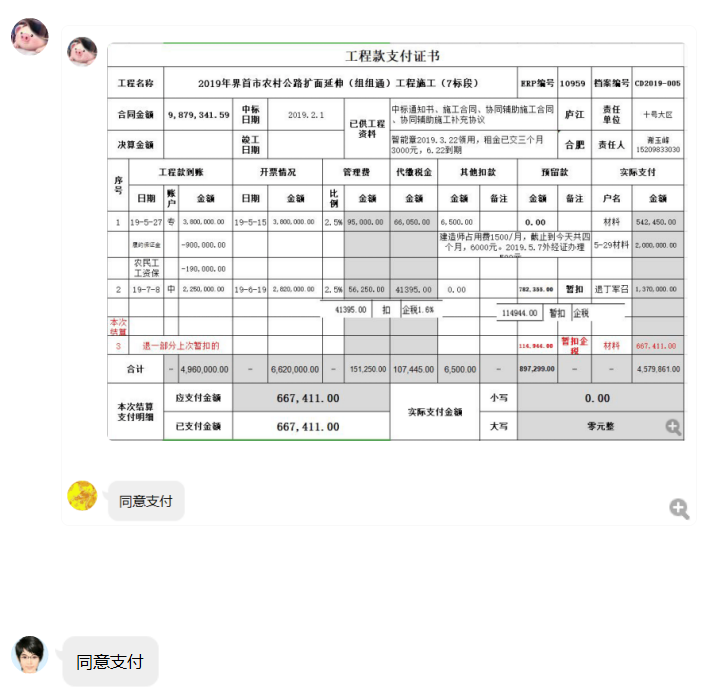 工程款支付证书
工程名称 2019年界首市农村公路扩面延伸（组组通）工程施工（7标段） ERP编号 10959 档案编号 CD2019-005
合同金额 9,879,341.59 中标日期 2019.2.1 已供工程资料 中标通知书、施工合同、协同辅助施工合同、协同辅助施工补充协议 庐江 责任单位 十号大区
决算金额 竣工日期 智能章2019.3.22领用，租金已交三个月3000元，6.22到期 合肥 责任人 15209833030
序号 工程款到账 开票情况 管理费 代缴税金 其他扣款 预留款 实际支付
日期 账户 金额 日期 金额 比例 金额 金额 金额 备注 金额 备注 户名 金额
1 19-5-27 专 3,800,000.00 19-5-15 3,800,000.00 2.5% 95,000.00 66,050.00 6,500.00 0.00 材料 542,450.00
-900,000.00 建造师占用费1500/月，截止到今天共四个月，6000元。2019.5.7外经证办理500元 5-29材料 2,000,000.00
农民工工资保 -190,000.00
2 19-7-8 中 2,250,000.00 19-6-19 2,820,000.00 2.5% 56,250.00 41395.00 0.00 782,355.00 暂扣 退丁军召 1,370,000.00
41395.00 扣 企税1.6% 114944.00 暂扣 企税
本次结算
3 退一部分上次暂扣的 114,944.00 暂扣企税 材料 667,411.00
合计 - 4,960,000.00 - 6,620,000.00 - 151,250.00 107,445.00 6,500.00 - 897,299.00 - - 4,579,861.00
本次结算支付明细 应支付金额 667,411.00 实际支付金额 小写 0.00
已支付金额 667,411.00 大写 零元整
同意支付
同意支付